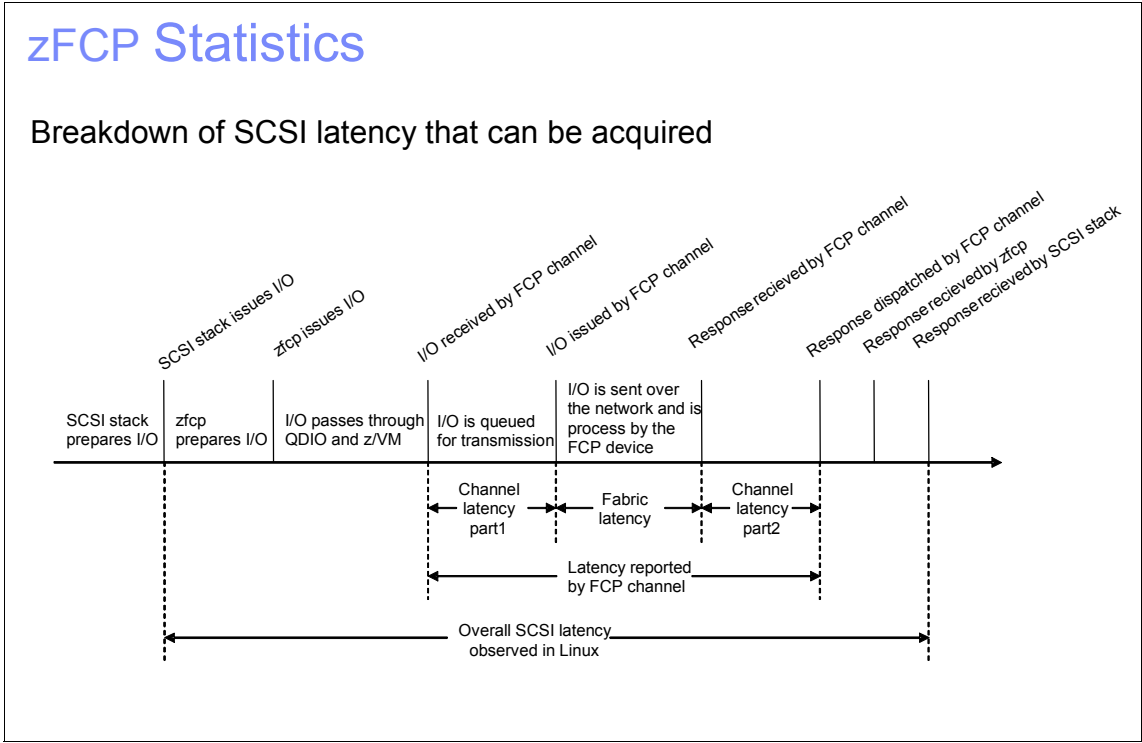 zFCP Statistics
Breakdown of SCSI latency that can be acquired
SCSI stack issues I/O
zfcp issues I/O
I/O received by FCP channel
I/O issued by FCP channel
Response recieved by FCP channel
Response dispatched by FCP channel
Response recieved by zfcp
Response recieved by SCSI stack
SCSI stack
prepares I/O
zfcp
prepares I/O
I/O passes through
QDIO and z/VM
I/O is queued
for transmission
I/O is sent over
the network and is
process by the
FCP device
Channel
latency
part1
Fabric
latency
Channel
latency
part2
Latency reported
by FCP channel
Overall SCSI latency
observed in Linux